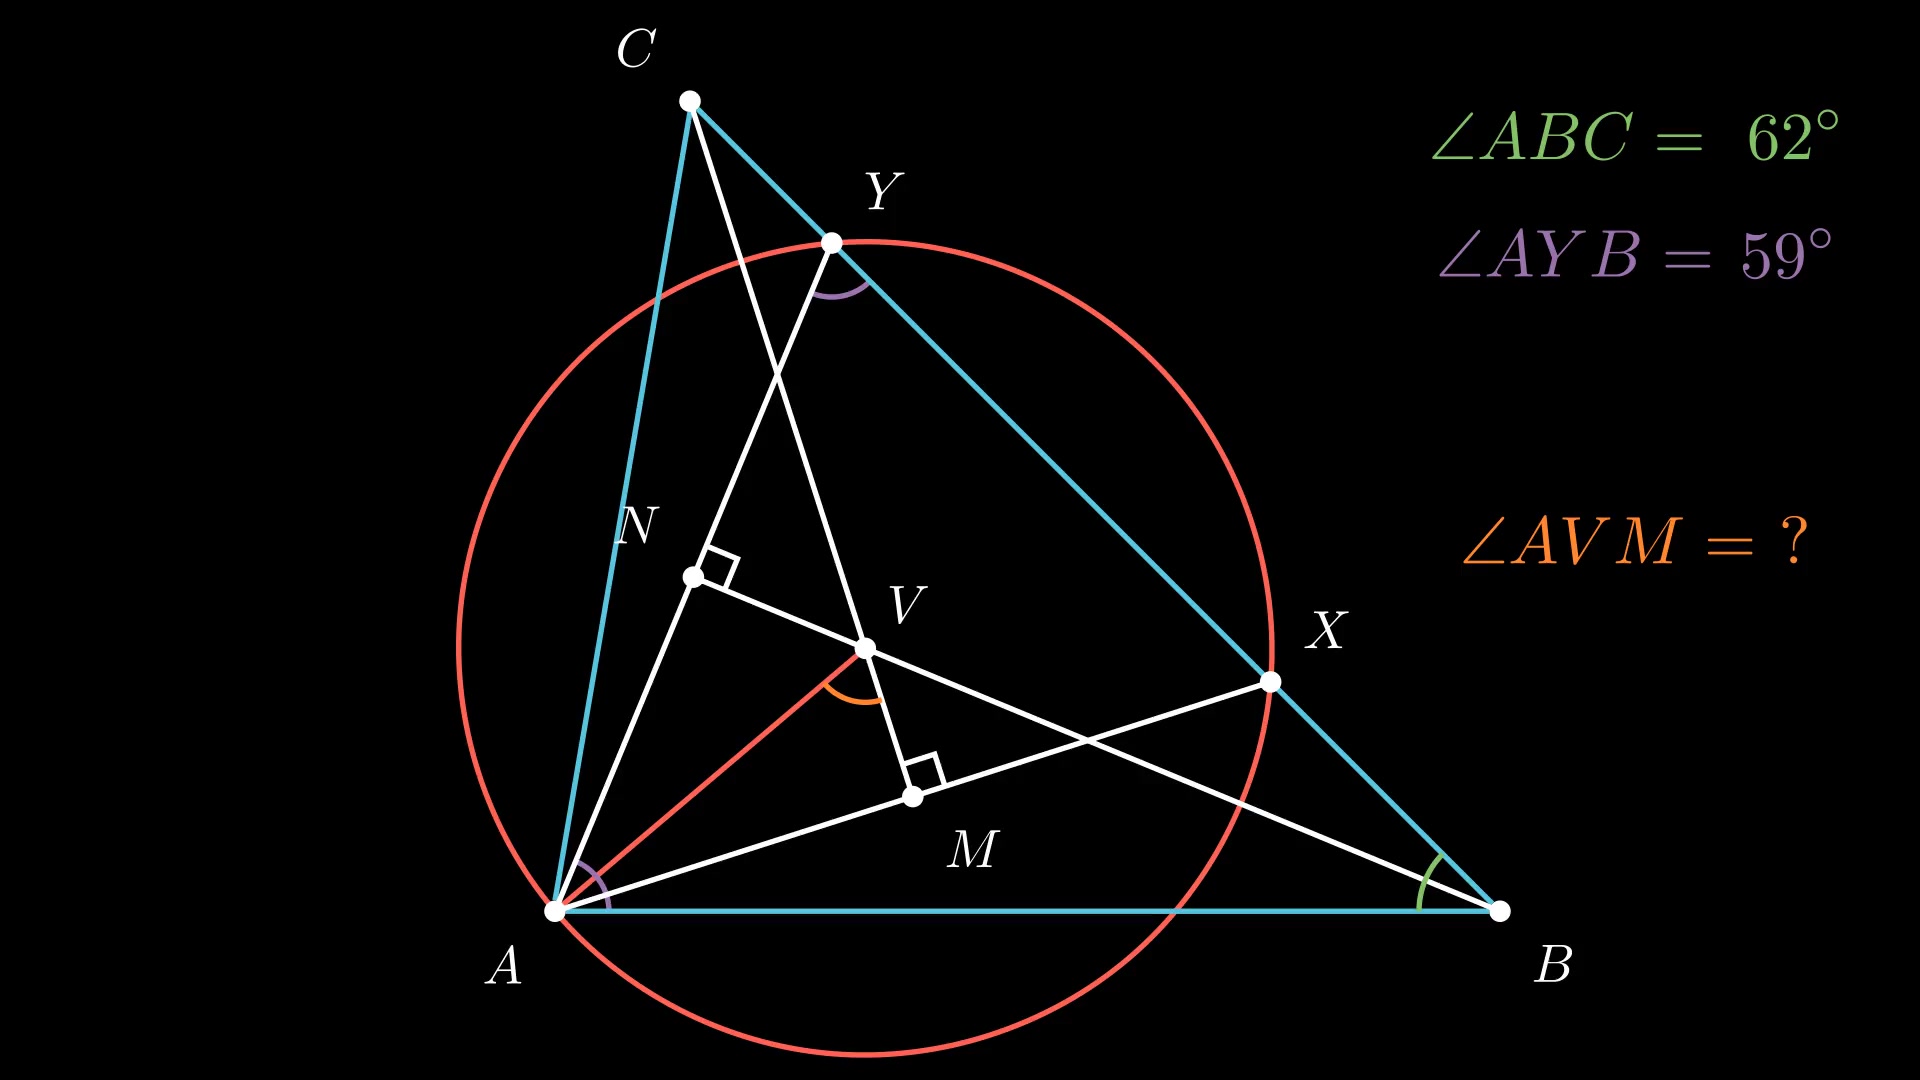 C
∠ABC = 62°
Y
∠AYB = 59°
N
∠AVM = ?
V
X
M
A
B